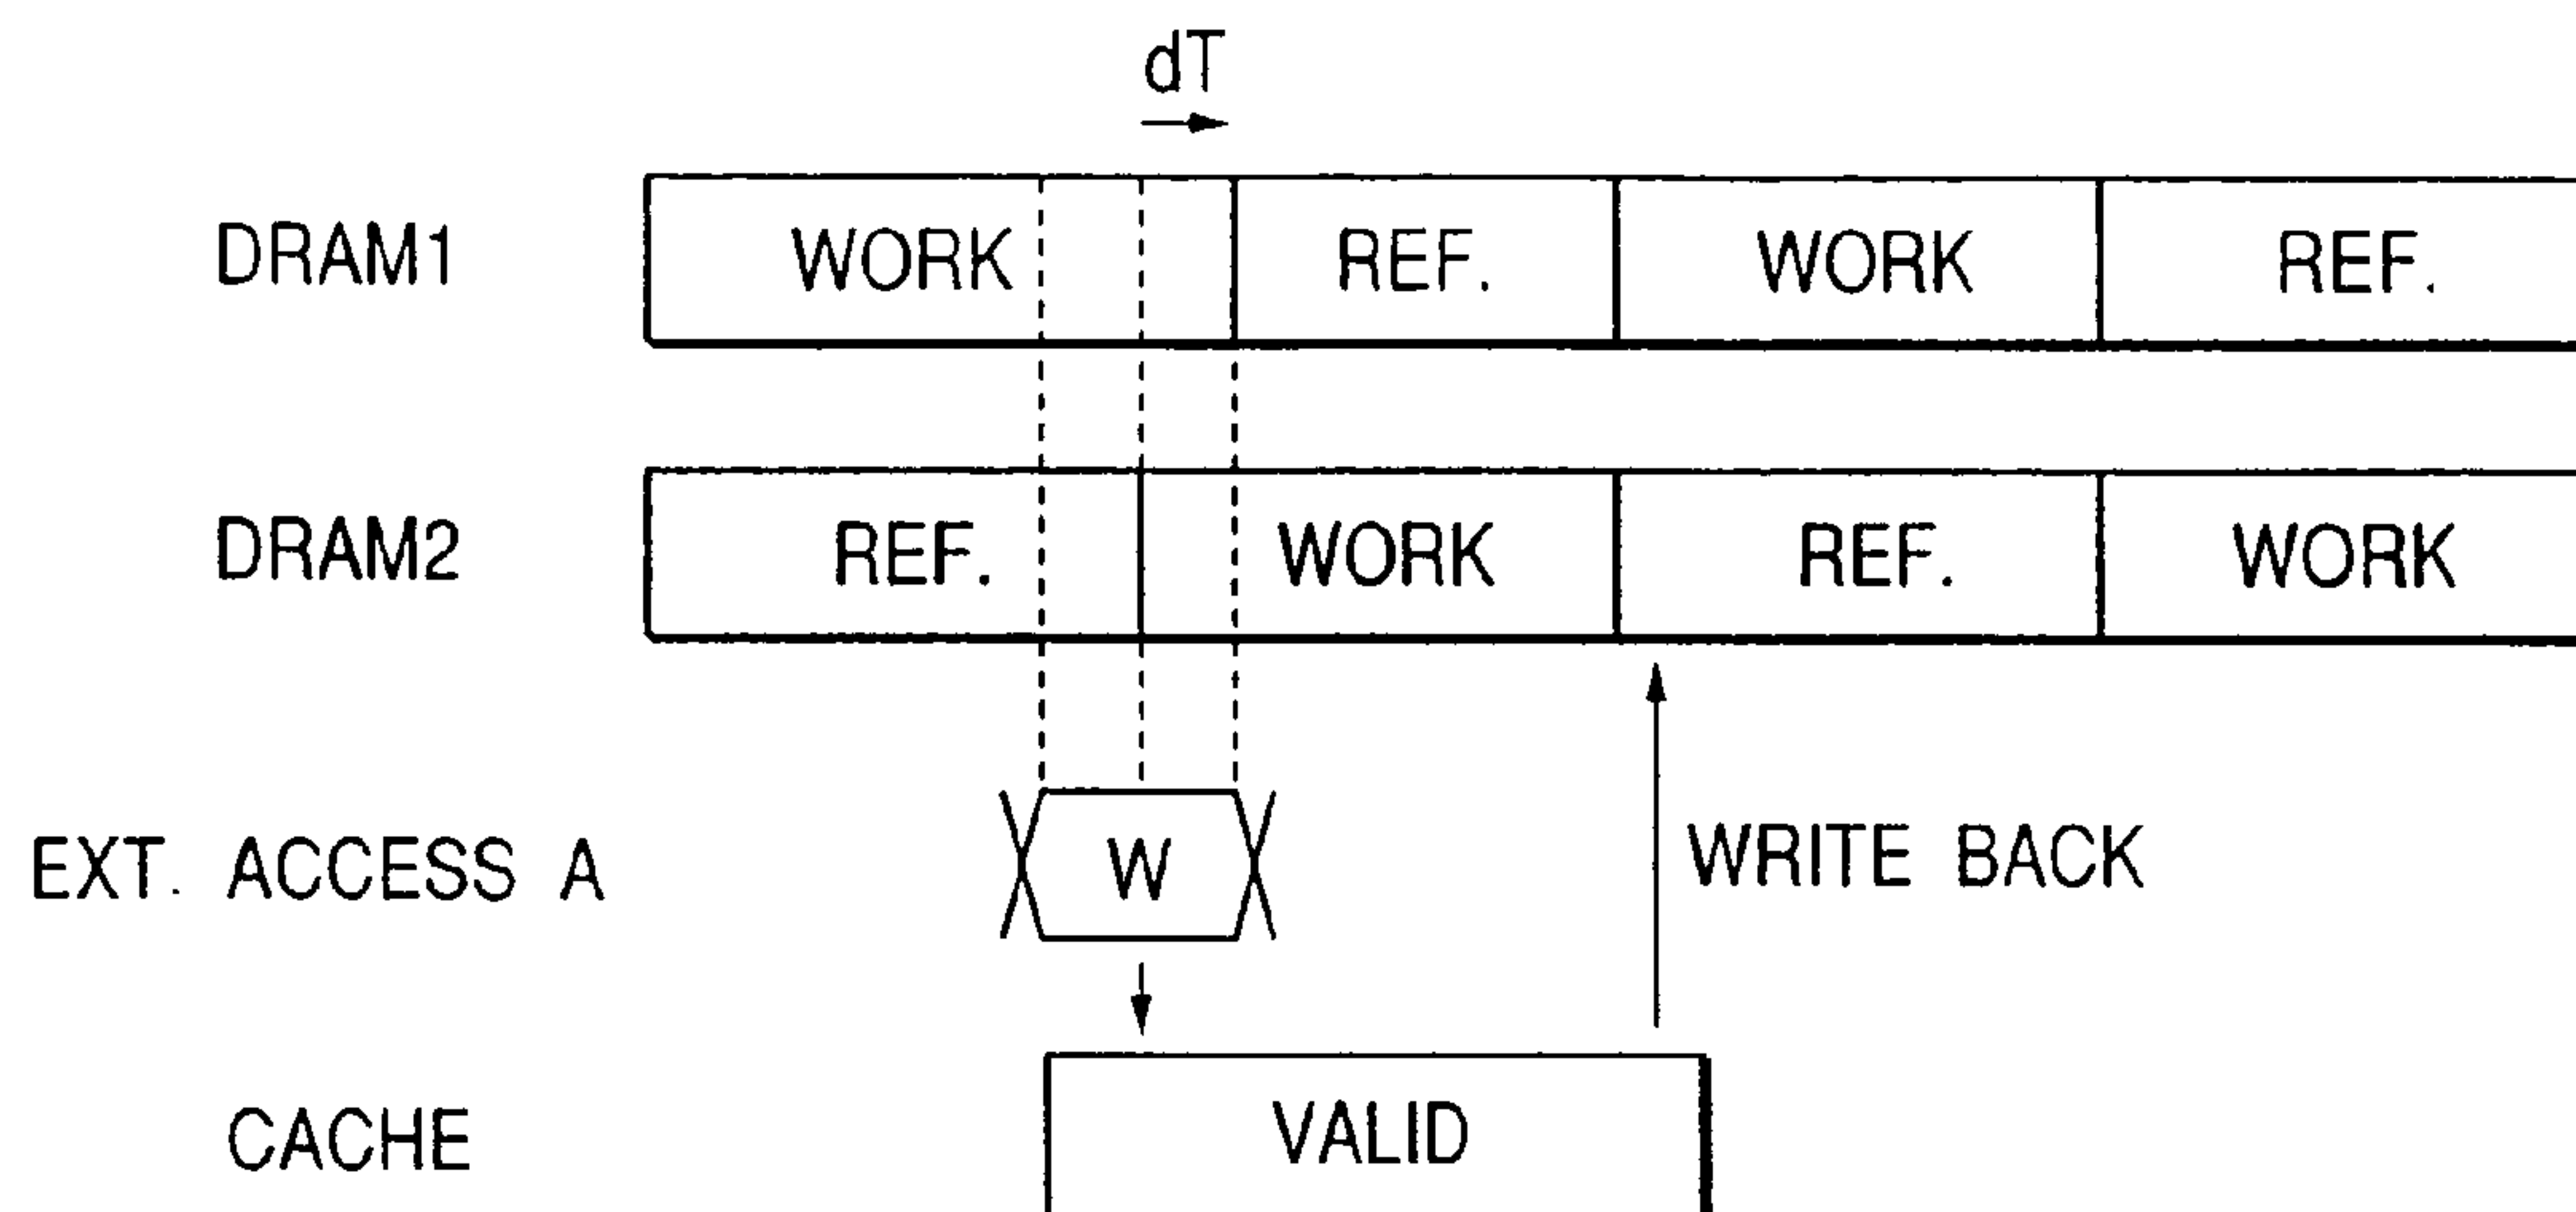 dT
DRAM1 WORK REF. WORK REF.
DRAM2 REF. WORK REF. WORK
EXT. ACCESS A W WRITE BACK
CACHE VALID